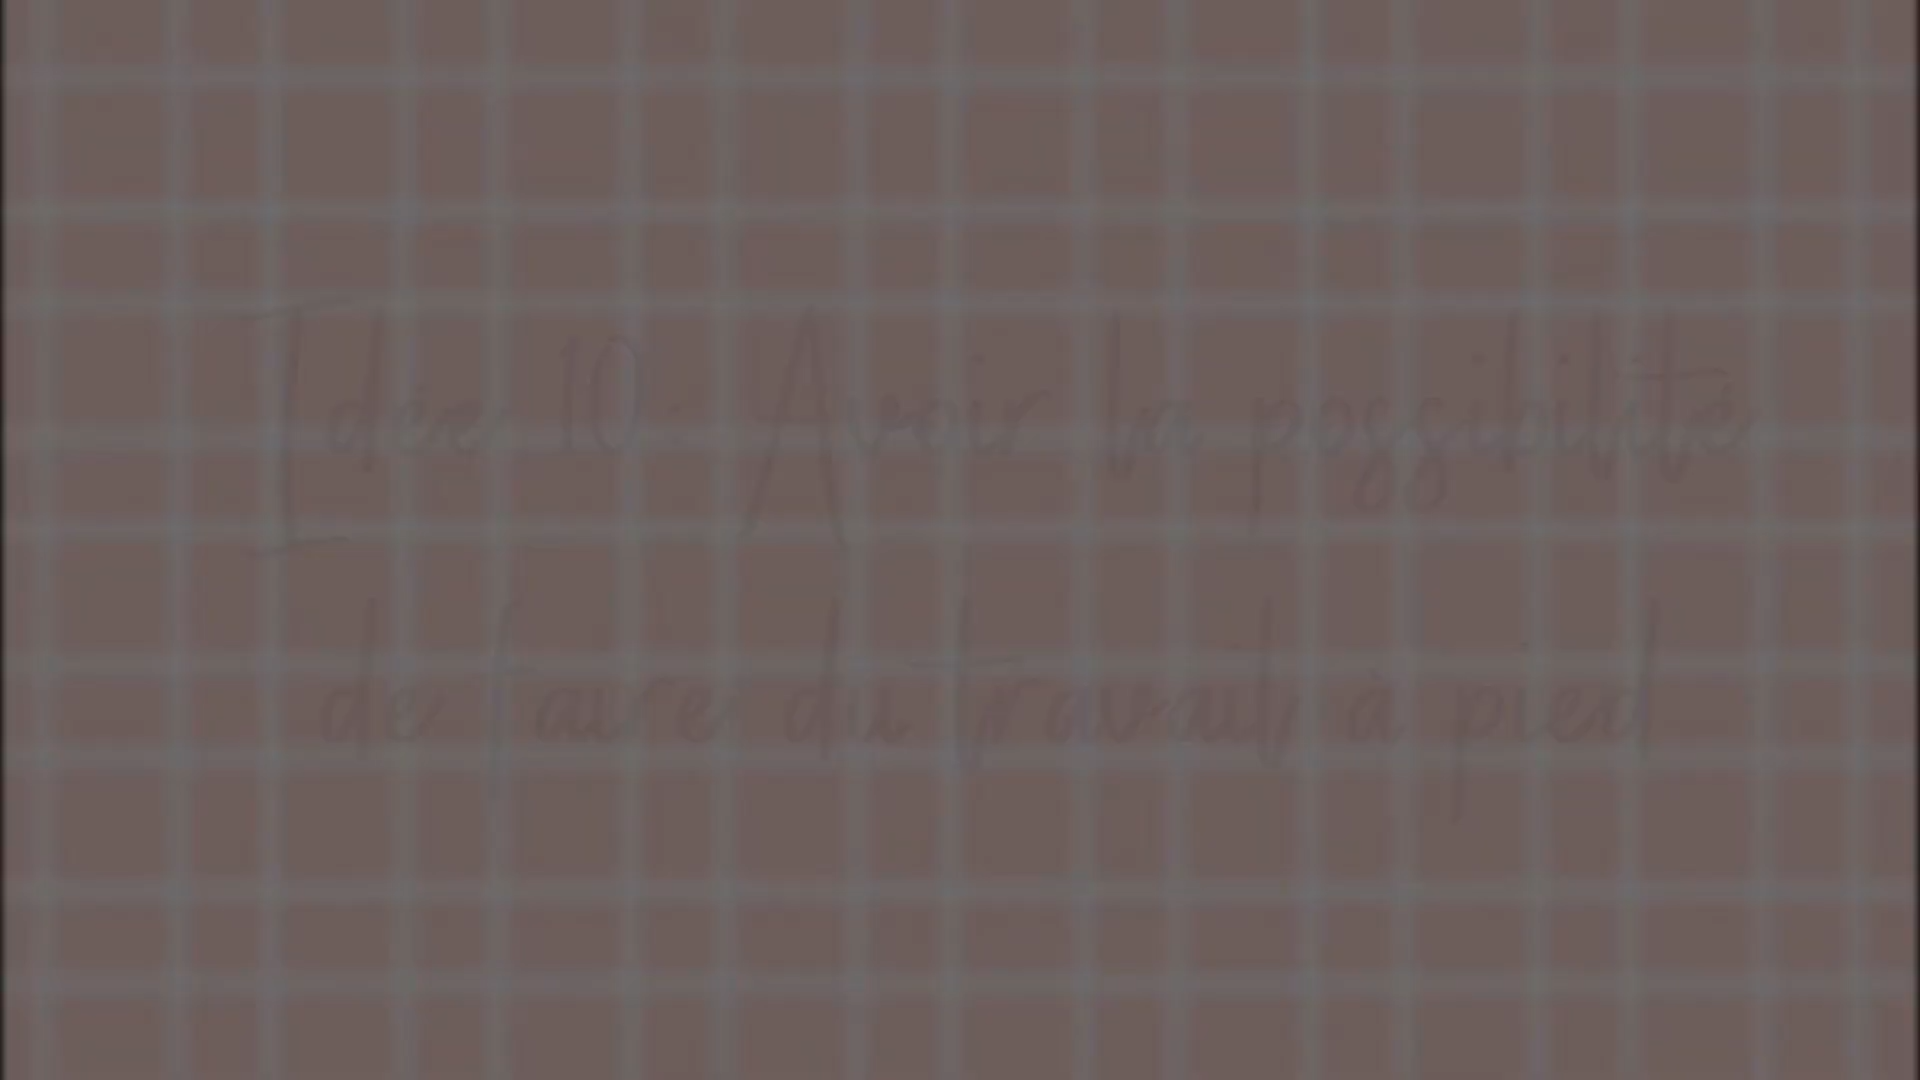 Idée 10: Avoir la possibilité
de faire du travail à pied